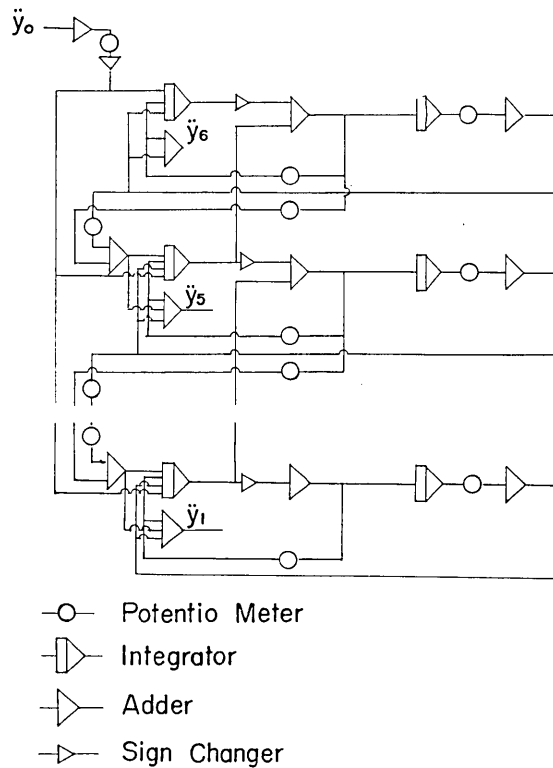 ÿ₀
ÿ₆
ÿ₅
ÿ₁
Potentio Meter
Integrator
Adder
Sign Changer